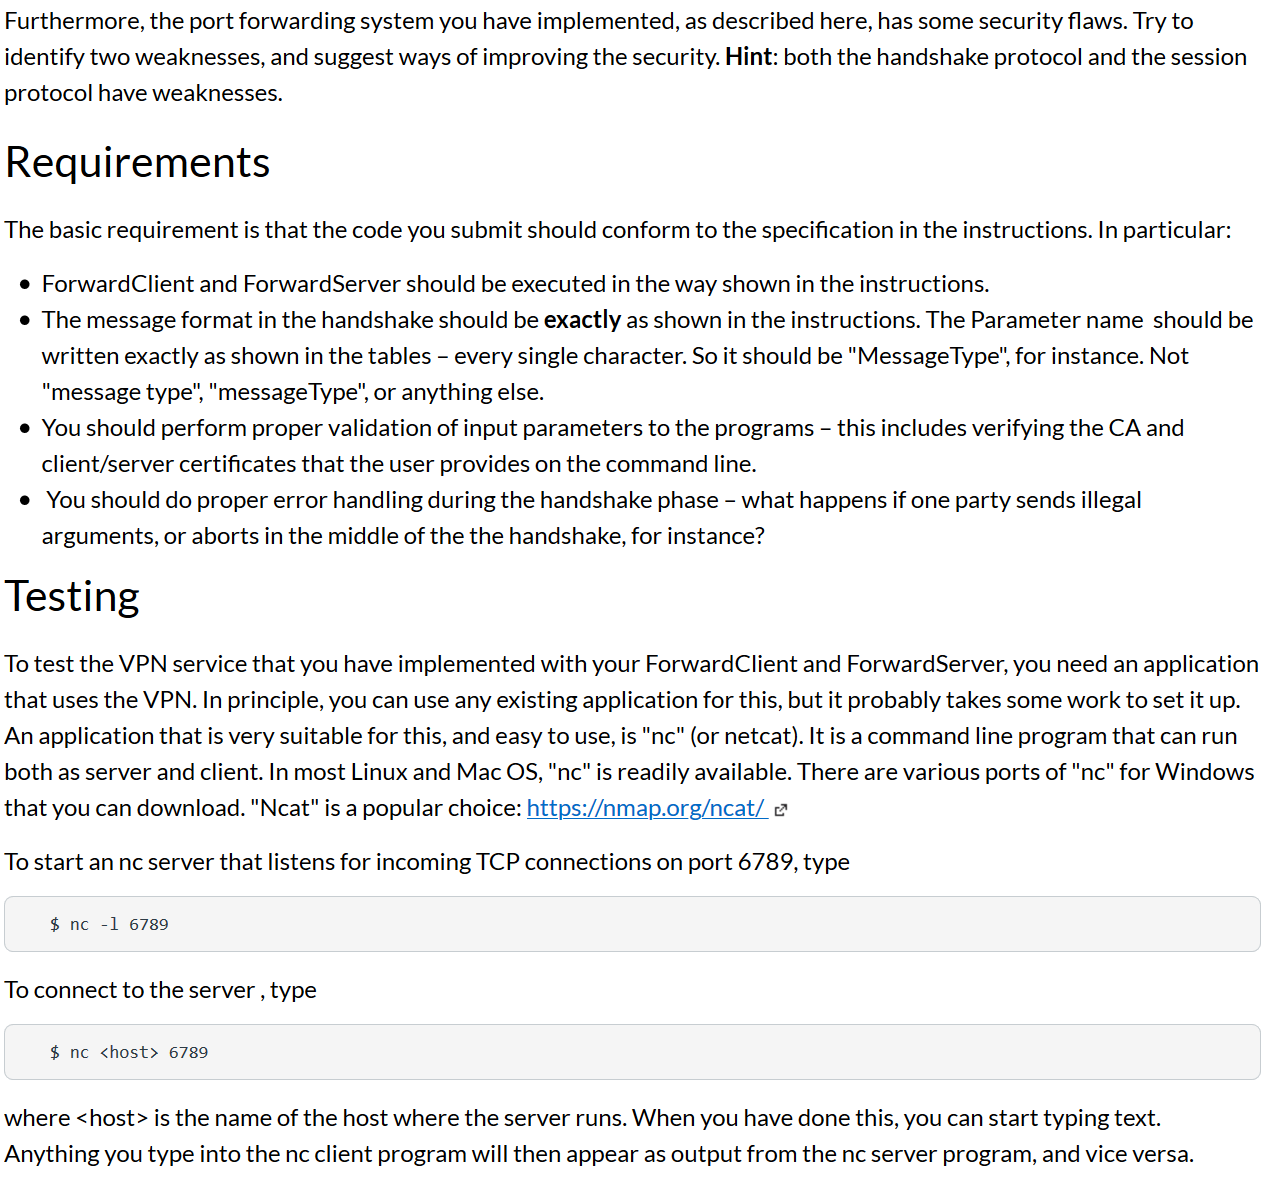 Furthermore, the port forwarding system you have implemented, as described here, has some security flaws. Try to
identify two weaknesses, and suggest ways of improving the security. Hint: both the handshake protocol and the session
protocol have weaknesses.
Requirements
The basic requirement is that the code you submit should conform to the specification in the instructions. In particular:
• ForwardClient and ForwardServer should be executed in the way shown in the instructions.
• The message format in the handshake should be exactly as shown in the instructions. The Parameter name  should be
written exactly as shown in the tables – every single character. So it should be "MessageType", for instance. Not
"message type", "messageType", or anything else.
• You should perform proper validation of input parameters to the programs – this includes verifying the CA and
client/server certificates that the user provides on the command line.
• You should do proper error handling during the handshake phase – what happens if one party sends illegal
arguments, or aborts in the middle of the the handshake, for instance?
Testing
To test the VPN service that you have implemented with your ForwardClient and ForwardServer, you need an application
that uses the VPN. In principle, you can use any existing application for this, but it probably takes some work to set it up.
An application that is very suitable for this, and easy to use, is "nc" (or netcat). It is a command line program that can run
both as server and client. In most Linux and Mac OS, "nc" is readily available. There are various ports of "nc" for Windows
that you can download. "Ncat" is a popular choice: https://nmap.org/ncat/
To start an nc server that listens for incoming TCP connections on port 6789, type
$ nc -l 6789
To connect to the server , type
$ nc <host> 6789
where <host> is the name of the host where the server runs. When you have done this, you can start typing text.
Anything you type into the nc client program will then appear as output from the nc server program, and vice versa.